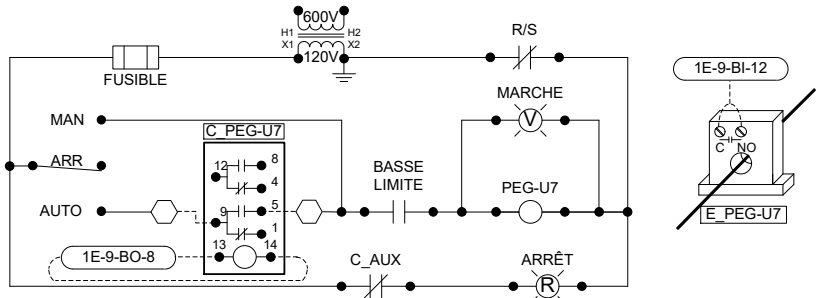 600V
H1 H2
X1 X2
120V
FUSIBLE
R/S
1E-9-BI-12
MARCHE
V
MAN
C_PEG-U7
C NO
ARR
12 8
4
BASSE
LIMITE
PEG-U7
AUTO
9 5
1
E_PEG-U7
1E-9-BO-8
13 14
C_AUX
ARRÊT
R